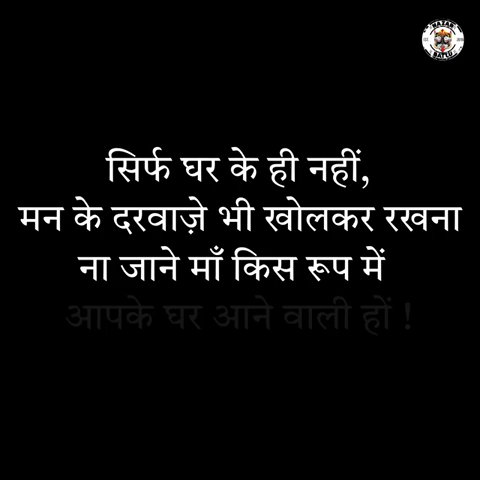 सिर्फ घर के ही नहीं,
मन के दरवाज़े भी खोलकर रखना
ना जाने माँ किस रूप में
आपके घर आने वाली हों !